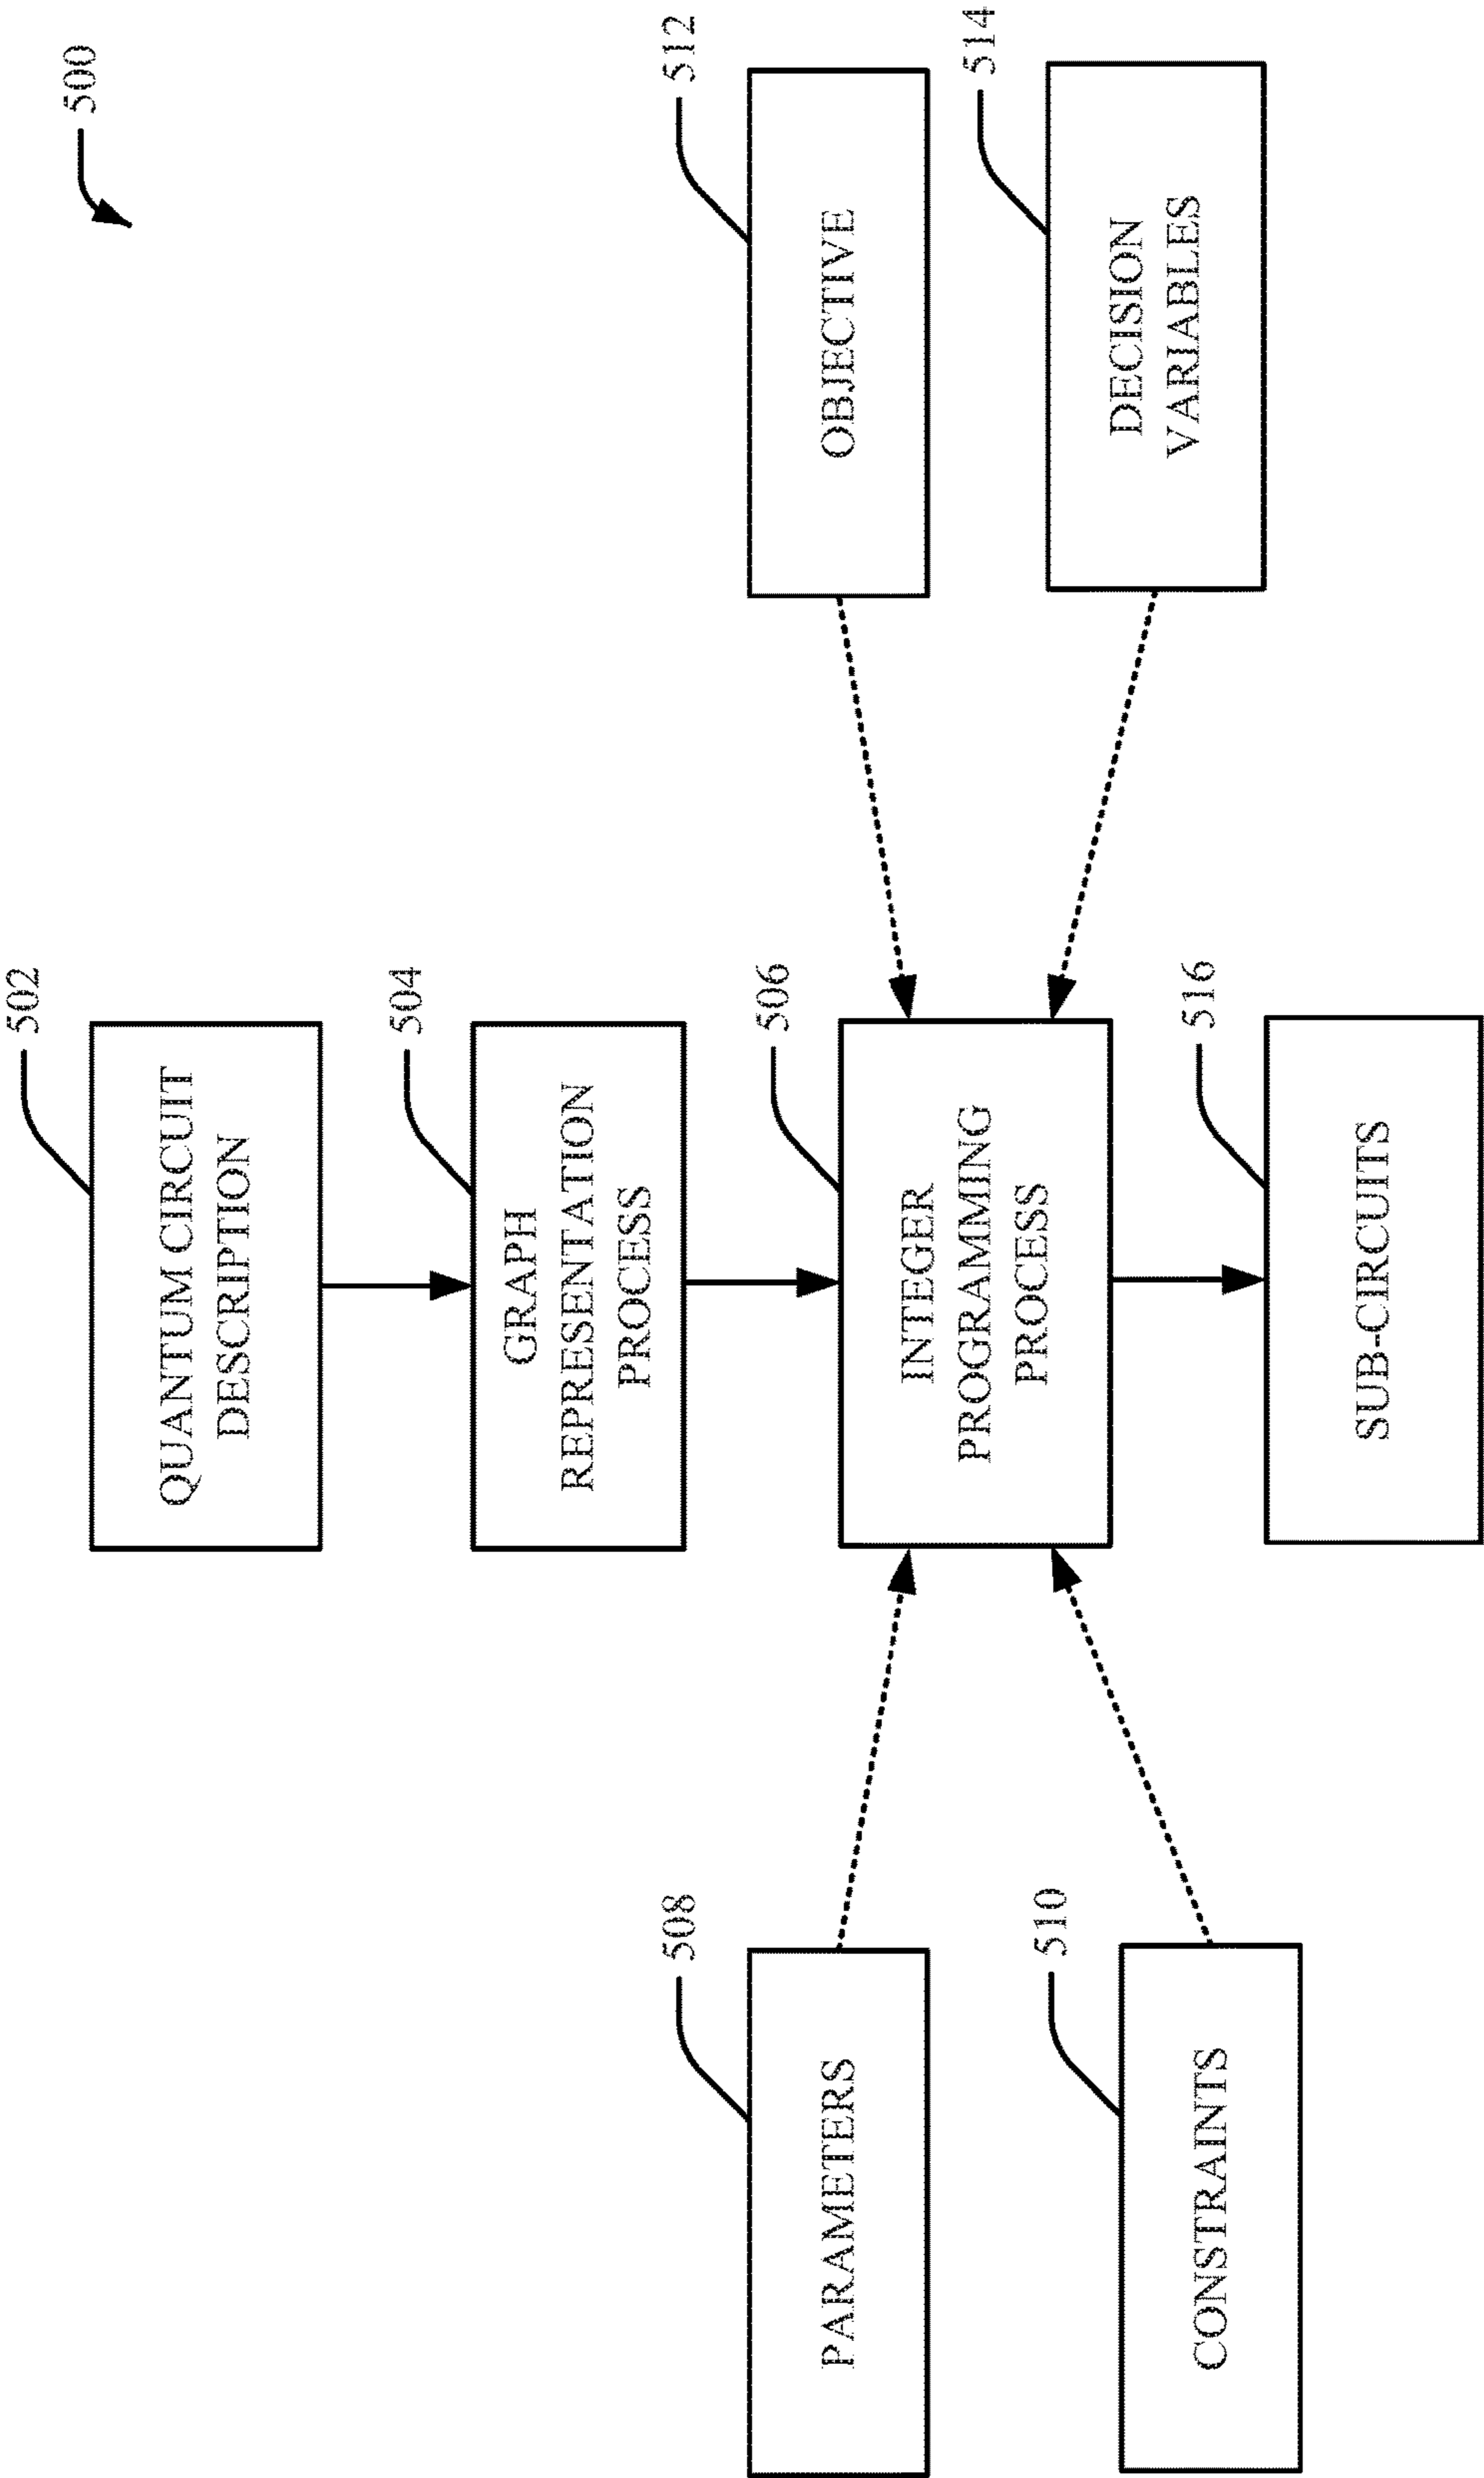 500
502
QUANTUM CIRCUIT
DESCRIPTION
504
GRAPH
REPRESENTATION
PROCESS
506
INTEGER
PROGRAMMING
PROCESS
508
PARAMETERS
510
CONSTRAINTS
512
OBJECTIVE
514
DECISION
VARIABLES
516
SUB-CIRCUITS